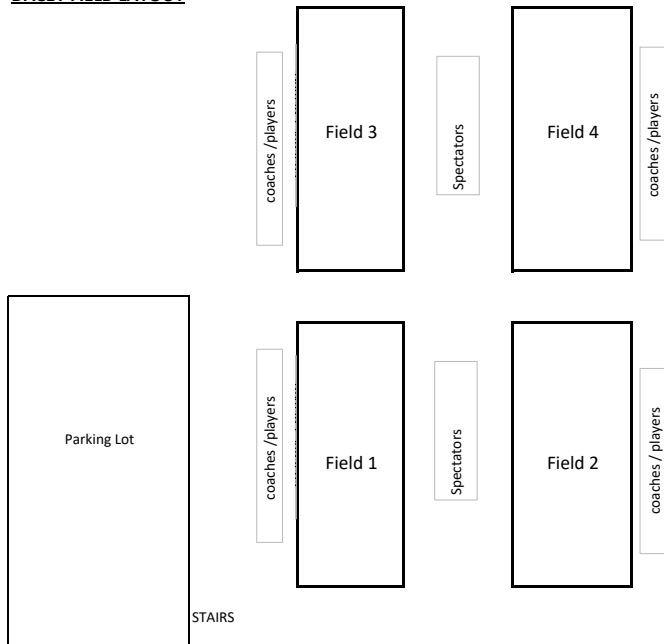 coaches /players
Field 3
Spectators
Field 4
coaches /players
Parking Lot
coaches /players
Field 1
Spectators
Field 2
coaches / players
STAIRS